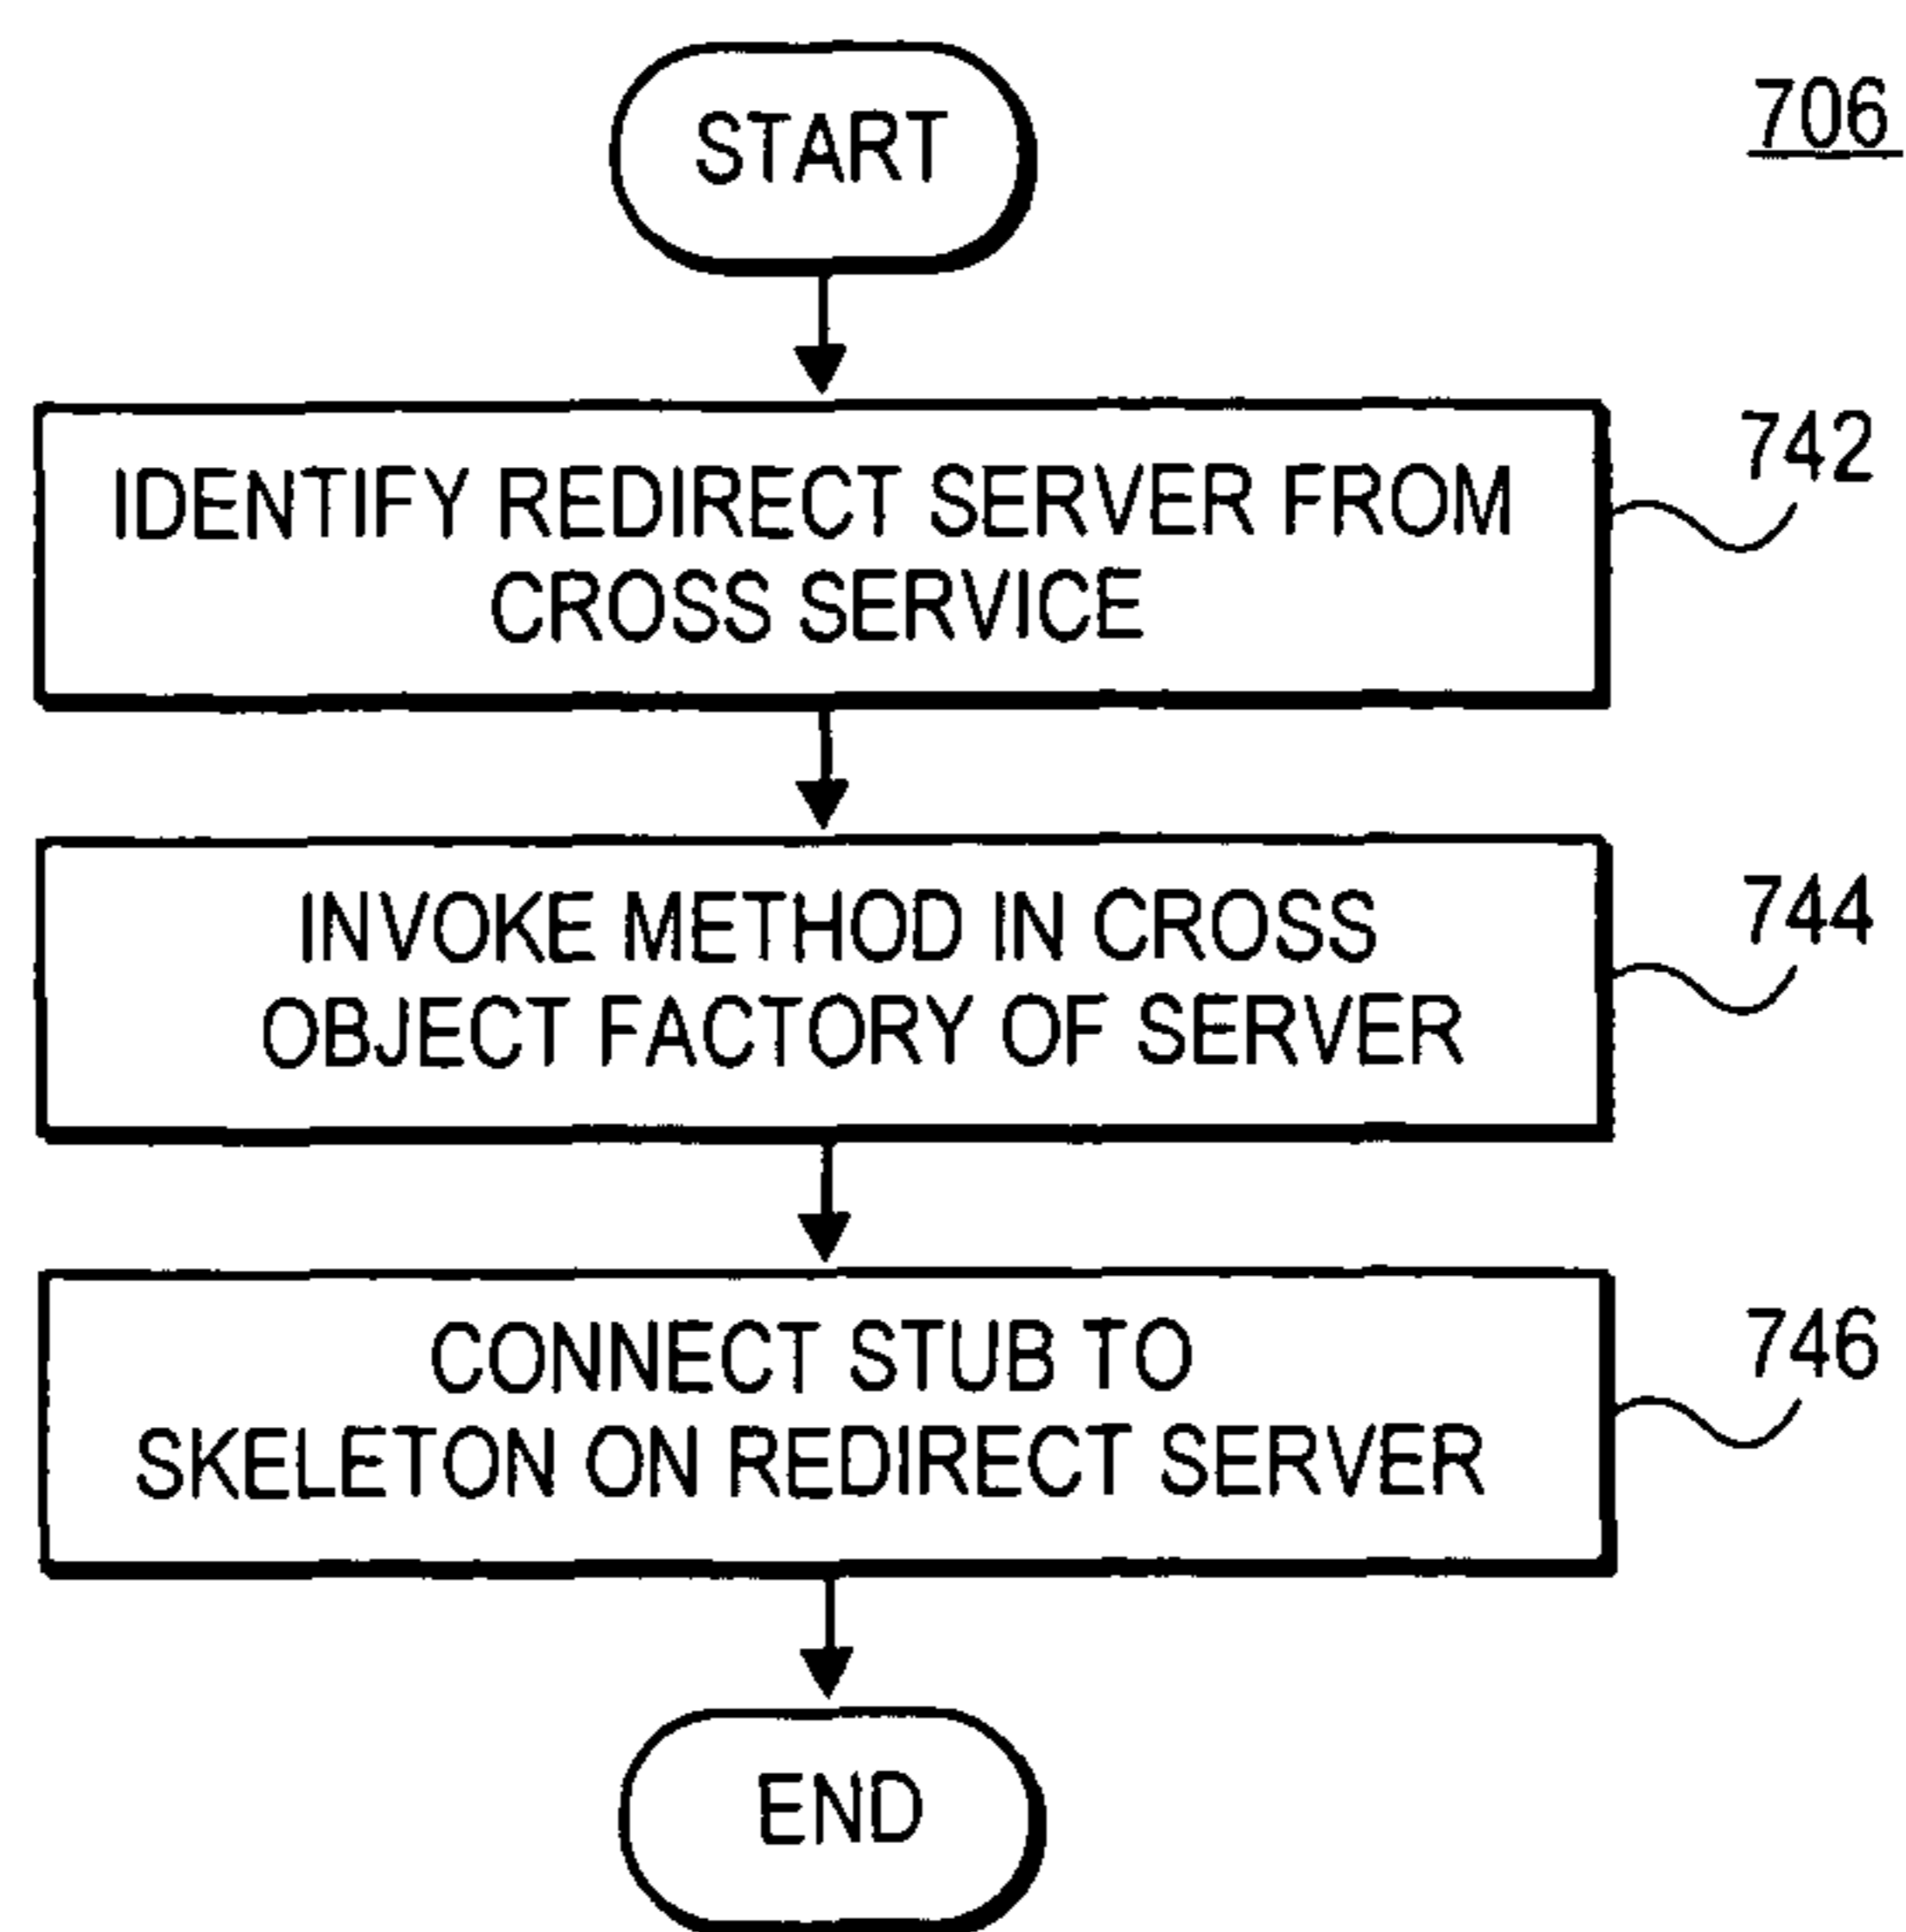 START
706
IDENTIFY REDIRECT SERVER FROM
CROSS SERVICE
742
INVOKE METHOD IN CROSS
OBJECT FACTORY OF SERVER
744
CONNECT STUB TO
SKELETON ON REDIRECT SERVER
746
END